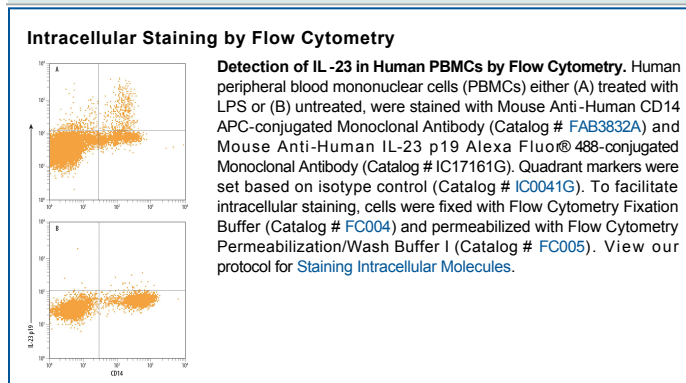 Intracellular Staining by Flow Cytometry
Detection of IL-23 in Human PBMCs by Flow Cytometry. Human
peripheral blood mononuclear cells (PBMCs) either (A) treated with
LPS or (B) untreated, were stained with Mouse Anti-Human CD14
APC-conjugated Monoclonal Antibody (Catalog # FAB3832A) and
Mouse Anti-Human IL-23 p19 Alexa Fluor® 488-conjugated
Monoclonal Antibody (Catalog # IC17161G). Quadrant markers were
set based on isotype control (Catalog # IC0041G). To facilitate
intracellular staining, cells were fixed with Flow Cytometry Fixation
Buffer (Catalog # FC004) and permeabilized with Flow Cytometry
Permeabilization/Wash Buffer I (Catalog # FC005). View our
protocol for Staining Intracellular Molecules.
A
B
IL-23 p19
CD14